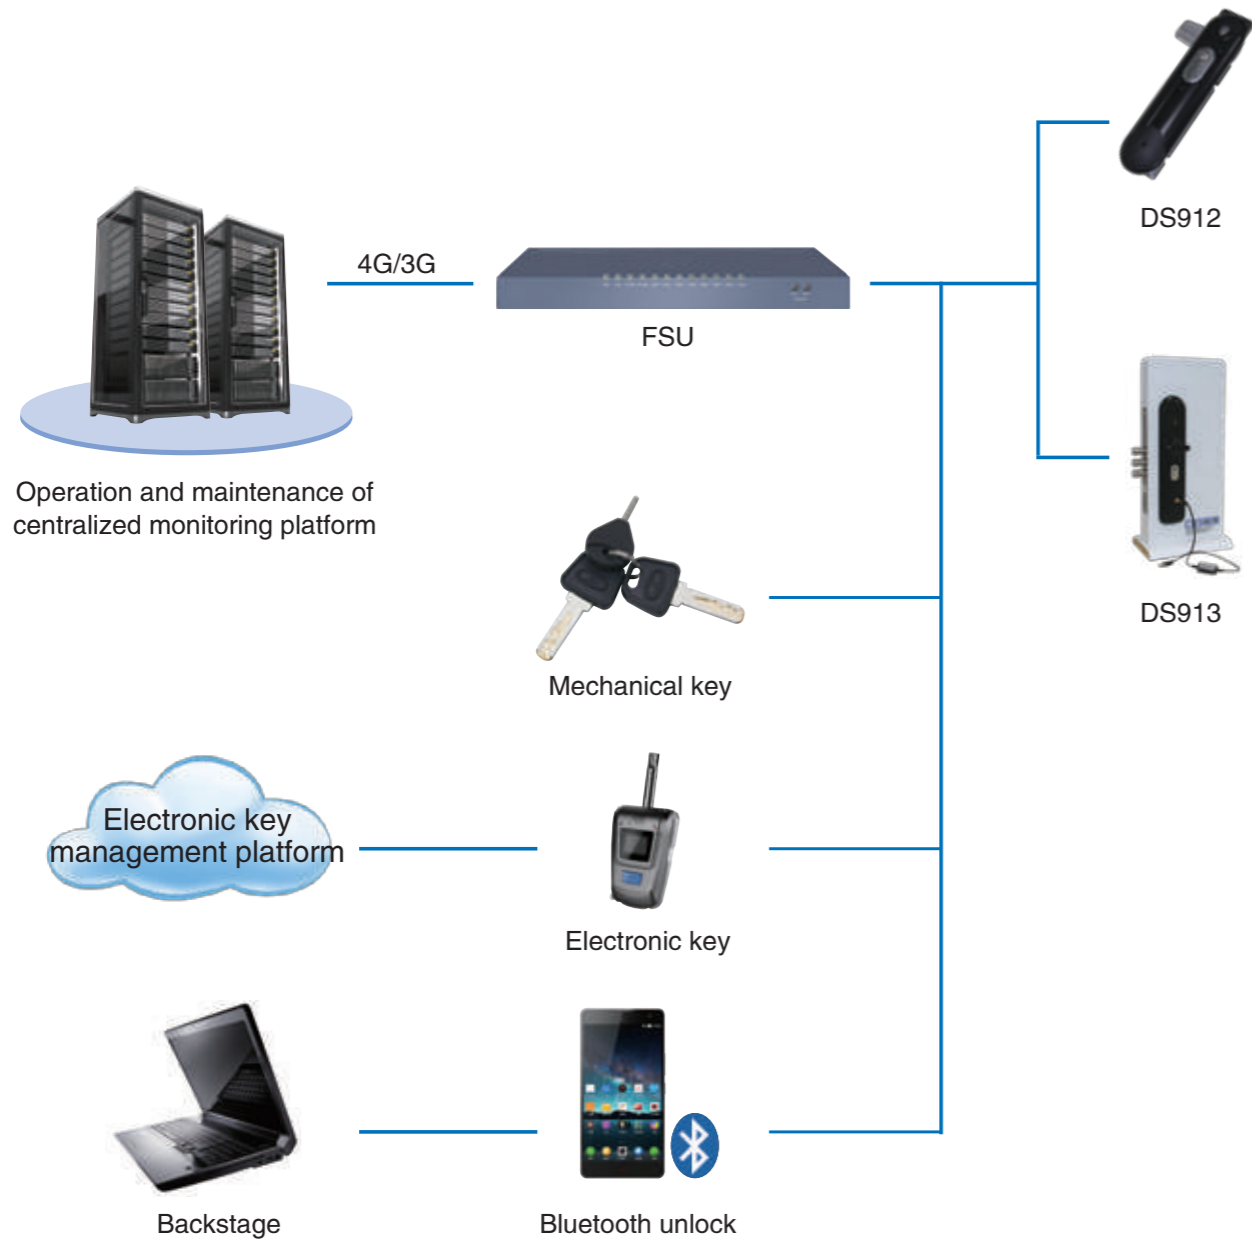 DS912
4G/3G
FSU
Operation and maintenance of
centralized monitoring platform
DS913
Mechanical key
Electronic key
management platform
Electronic key
Backstage
Bluetooth unlock